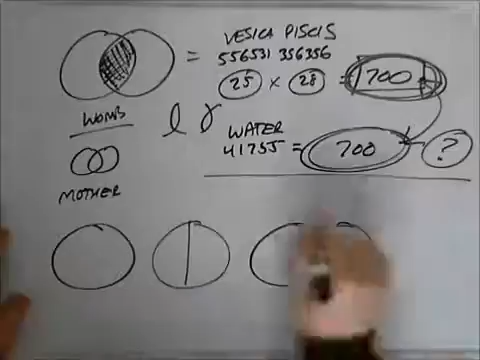 VESICA PISCIS
= 556531 356356
25 × 28 = 700
WOMB
WATER
41755 = 700 ?
MOTHER